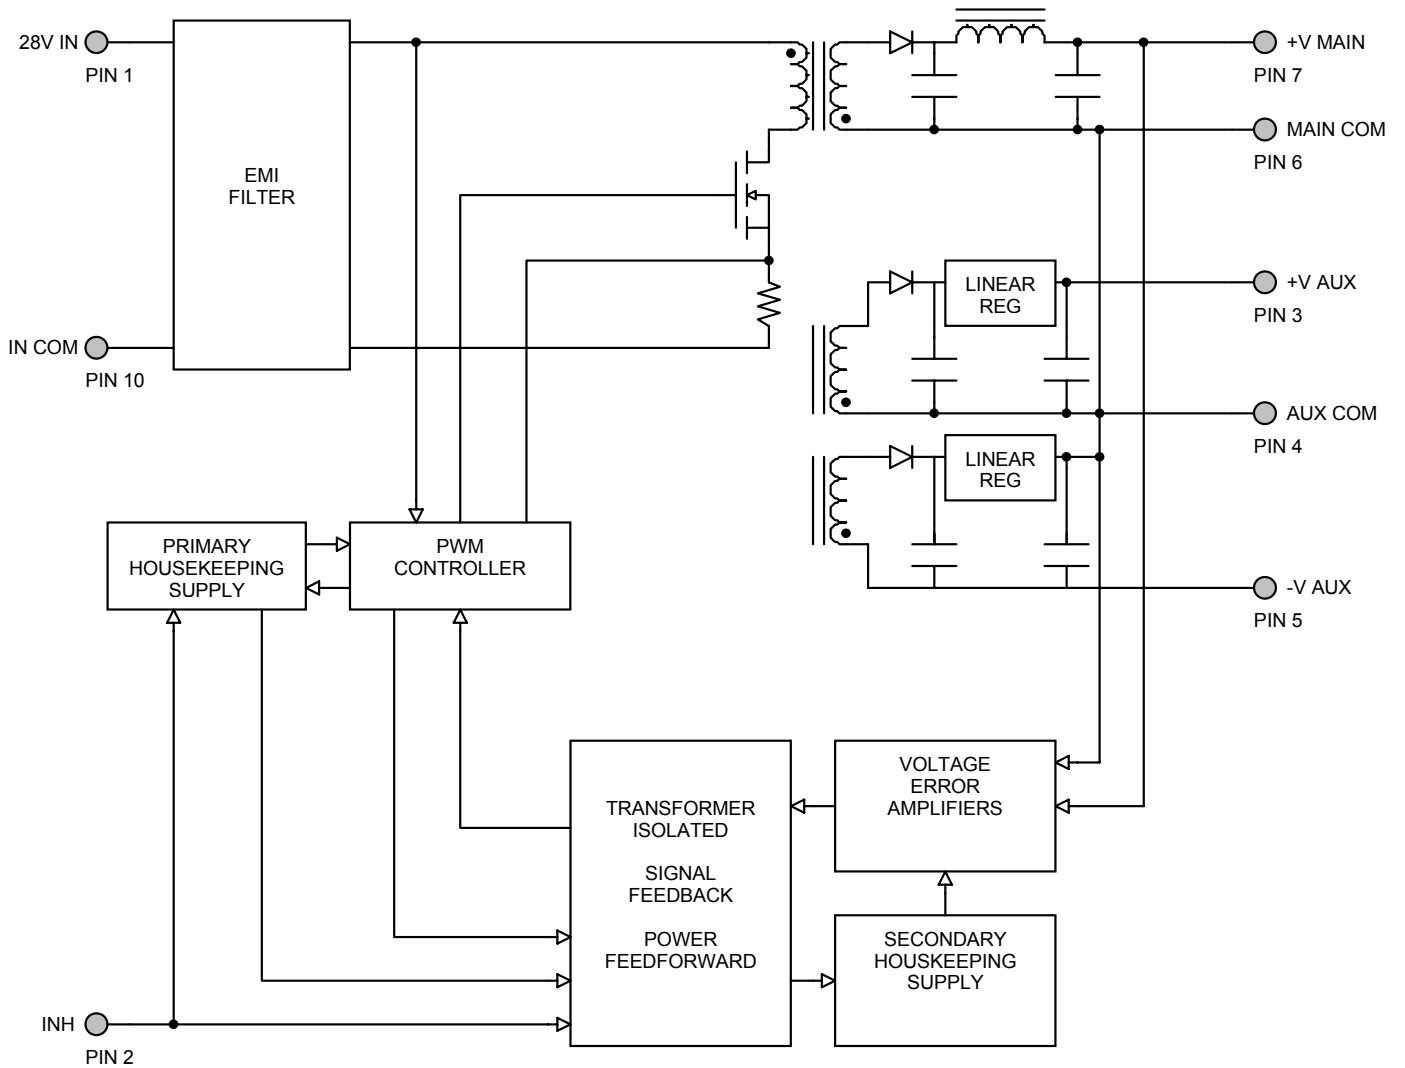 28V IN
PIN 1
EMI
FILTER
+V MAIN
PIN 7
MAIN COM
PIN 6
LINEAR
REG
+V AUX
PIN 3
IN COM
PIN 10
AUX COM
PIN 4
LINEAR
REG
-V AUX
PIN 5
PRIMARY
HOUSEKEEPING
SUPPLY
PWM
CONTROLLER
TRANSFORMER
ISOLATED
SIGNAL
FEEDBACK
POWER
FEEDFORWARD
VOLTAGE
ERROR
AMPLIFIERS
SECONDARY
HOUSKEEPING
SUPPLY
INH
PIN 2